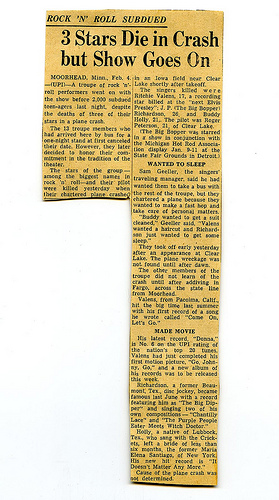 ROCK 'N' ROLL SUBDUED
3 Stars Die in Crash
but Show Goes On
MOORHEAD, Minn., Feb. 4
—(UPI)—A troupe of rock 'n'
roll performers went on with
the show before 2,000 subdued
teen-agers last night, despite
the deaths of three of their
stars in a plane crash.
The 13 troupe members who
had arrived here by bus for a
one-night stand at first canceled
their date. However, they later
decided to honor their com-
mitment in the tradition of the
theater.
The stars of the group—
among the biggest names in
rock 'n' roll—and their pilot
were killed yesterday when
their chartered plane crashed
in an Iowa field near Clear
Lake shortly after takeoff.
The singers killed were
Ritchie Valens, 17, a recording
star billed at the "next Elvis
Presley"; J. P. (The Big Bopper)
Richardson, 26, and Buddy
Holly, 21. The pilot was Roger
Peterson, 21, of Clear Lake.
(The Big Bopper was starred
in a show in conjunction with
the Michigan Hot Rod Associa-
tion display Jan. 9-11 at the
State Fair Grounds in Detroit.)
WANTED TO SLEEP
Sam Geeller, the singers'
traveling manager, said he had
wanted them to take a bus with
the rest of the troupe, but they
chartered a plane because they
wanted to make a fast hop and
take care of personal matters.
"Buddy wanted to get a suit
cleaned," Geeller said, "Valens
wanted a haircut and Richard-
son just wanted to get some
sleep."
They took off early yesterday
after an appearance at Clear
Lake. The plane wreckage was
not found until after dawn.
The other members of the
troupe did not learn of the
crash until after arriving in
Fargo, across the state line
from Moorhead.
Valens, from Pacoima, Calif.,
hit the big time last summer
with his first record of a song
he wrote called "Come On,
Let's Go."
MADE MOVIE
His latest record, "Donna,"
is No. 6 on the UPI rating of
the nation's top 20 tunes.
Valens had just completed his
first motion picture, "Go, John-
ny, Go," and a new album of
his records was to be released
this week.
Richardson, a former Beau-
mont, Tex., disc jockey, became
famous last June with a record
featuring him as "The Big Dip-
per" and singing two of his
own compositions—"Chantilly
Lace" and "The Purple People
Eater Meets Witch Doctor."
Holly, a native of Lubbock,
Tex., who sang with the Crick-
ets, left a bride of less than
six months, the former Maria
Elena Santiago, of New York.
His new hit record is "It
Doesn't Matter Any More."
Cause of the plane crash was
not determined.